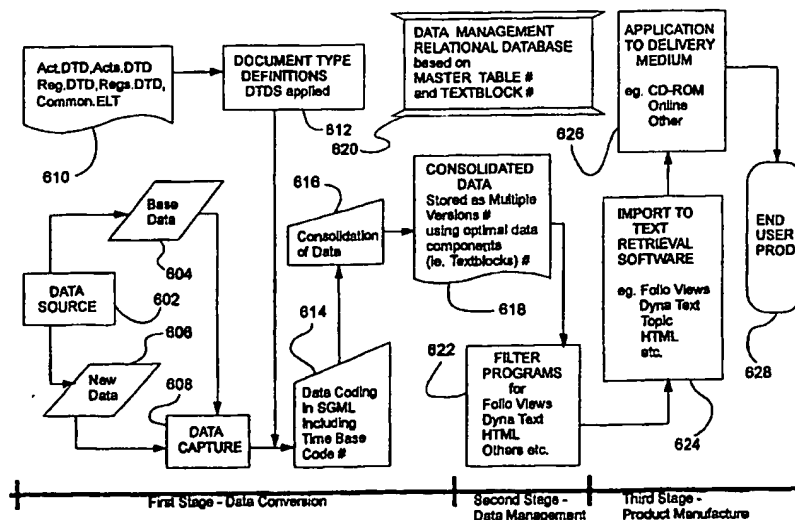 Act.DTD,Acts.DTD
Reg.DTD,Regs.DTD,
Common.ELT
610
DOCUMENT TYPE
DEFINITIONS
DTDS applied
612
DATA MANAGEMENT
RELATIONAL DATABASE
based on
MASTER TABLE #
and TEXTBLOCK #
620
APPLICATION
TO DELIVERY
MEDIUM
eg. CD-ROM
Online
Other
626
Base
Data
604
DATA
SOURCE
602
606
New
Data
608
DATA
CAPTURE
616
Consolidation
of Data
614
Data Coding
in SGML
Including
Time Base
Code #
CONSOLIDATED
DATA
Stored as Multiple
Versions #
using optimal data
components
(ie. Textblocks) #
618
622
FILTER
PROGRAMS
for
Folio Views
Dyna Text
HTML
Others etc.
IMPORT TO
TEXT
RETRIEVAL
SOFTWARE
eg. Folio Views
Dyna Text
Topic
HTML
etc.
624
END
USER
PROD
628
First Stage - Data Conversion
Second Stage -
Data Management
Third Stage -
Product Manufacture